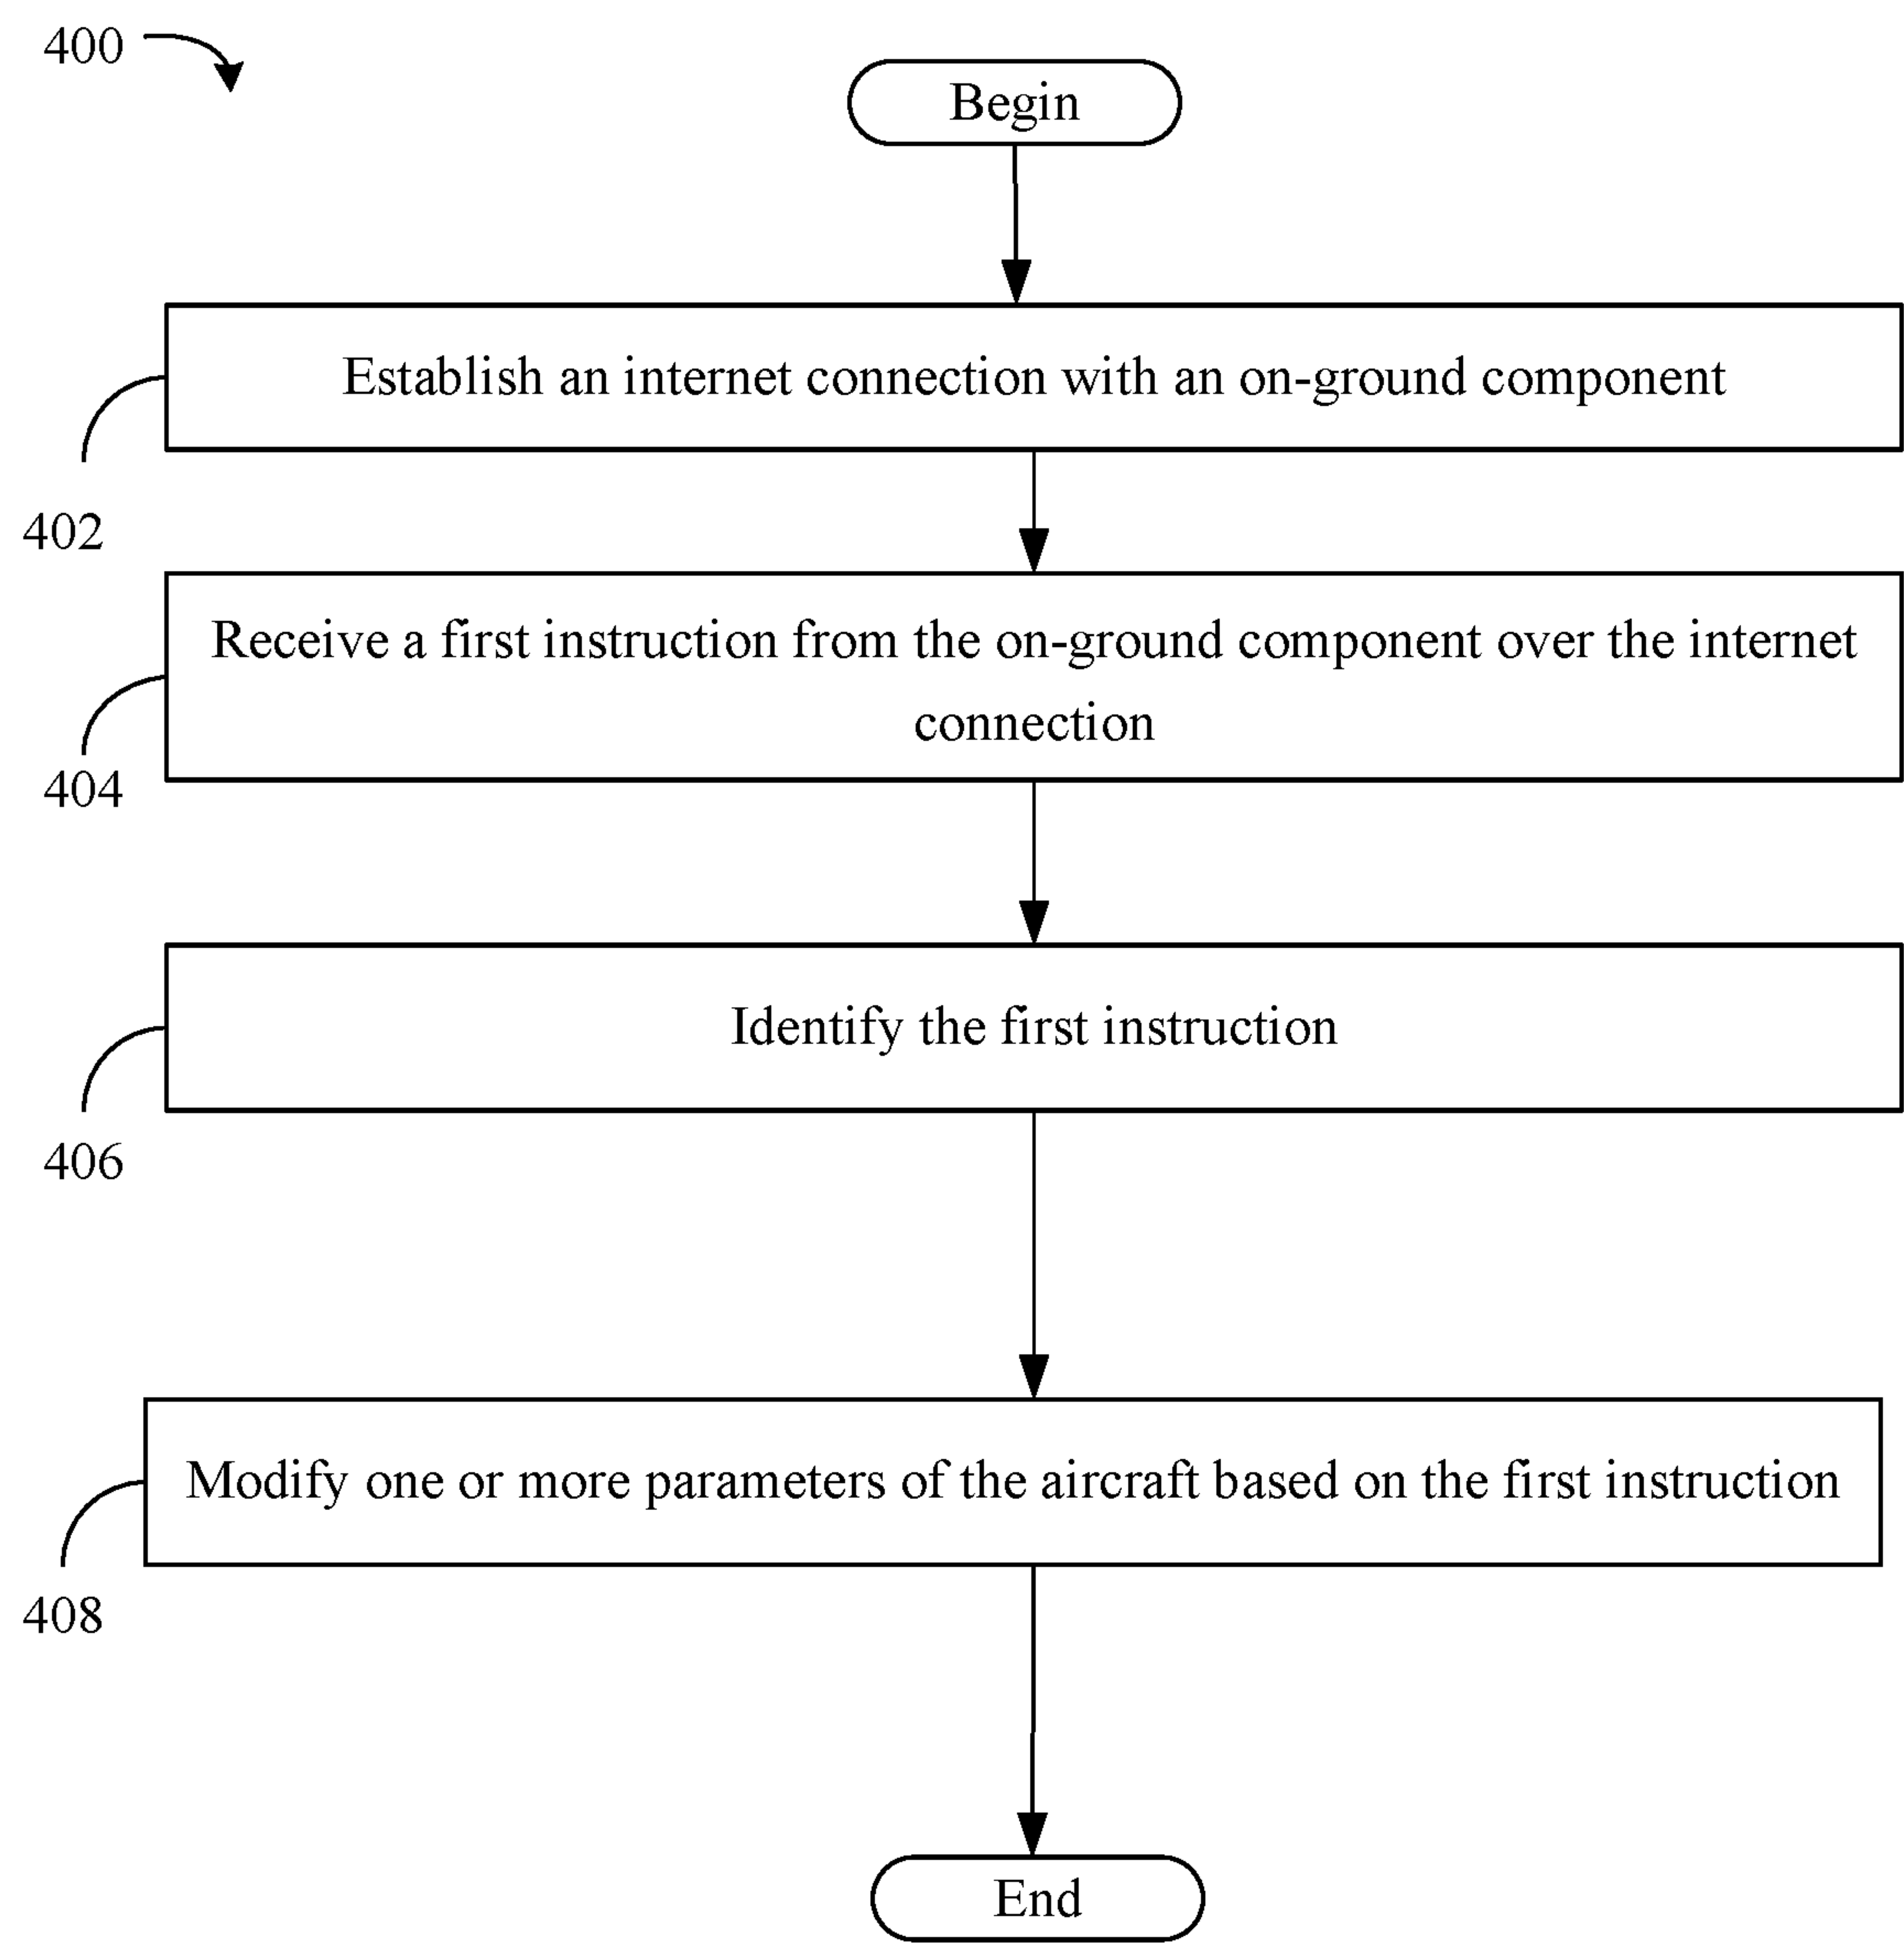 400
Begin
Establish an internet connection with an on-ground component
402
Receive a first instruction from the on-ground component over the internet
connection
404
Identify the first instruction
406
Modify one or more parameters of the aircraft based on the first instruction
408
End